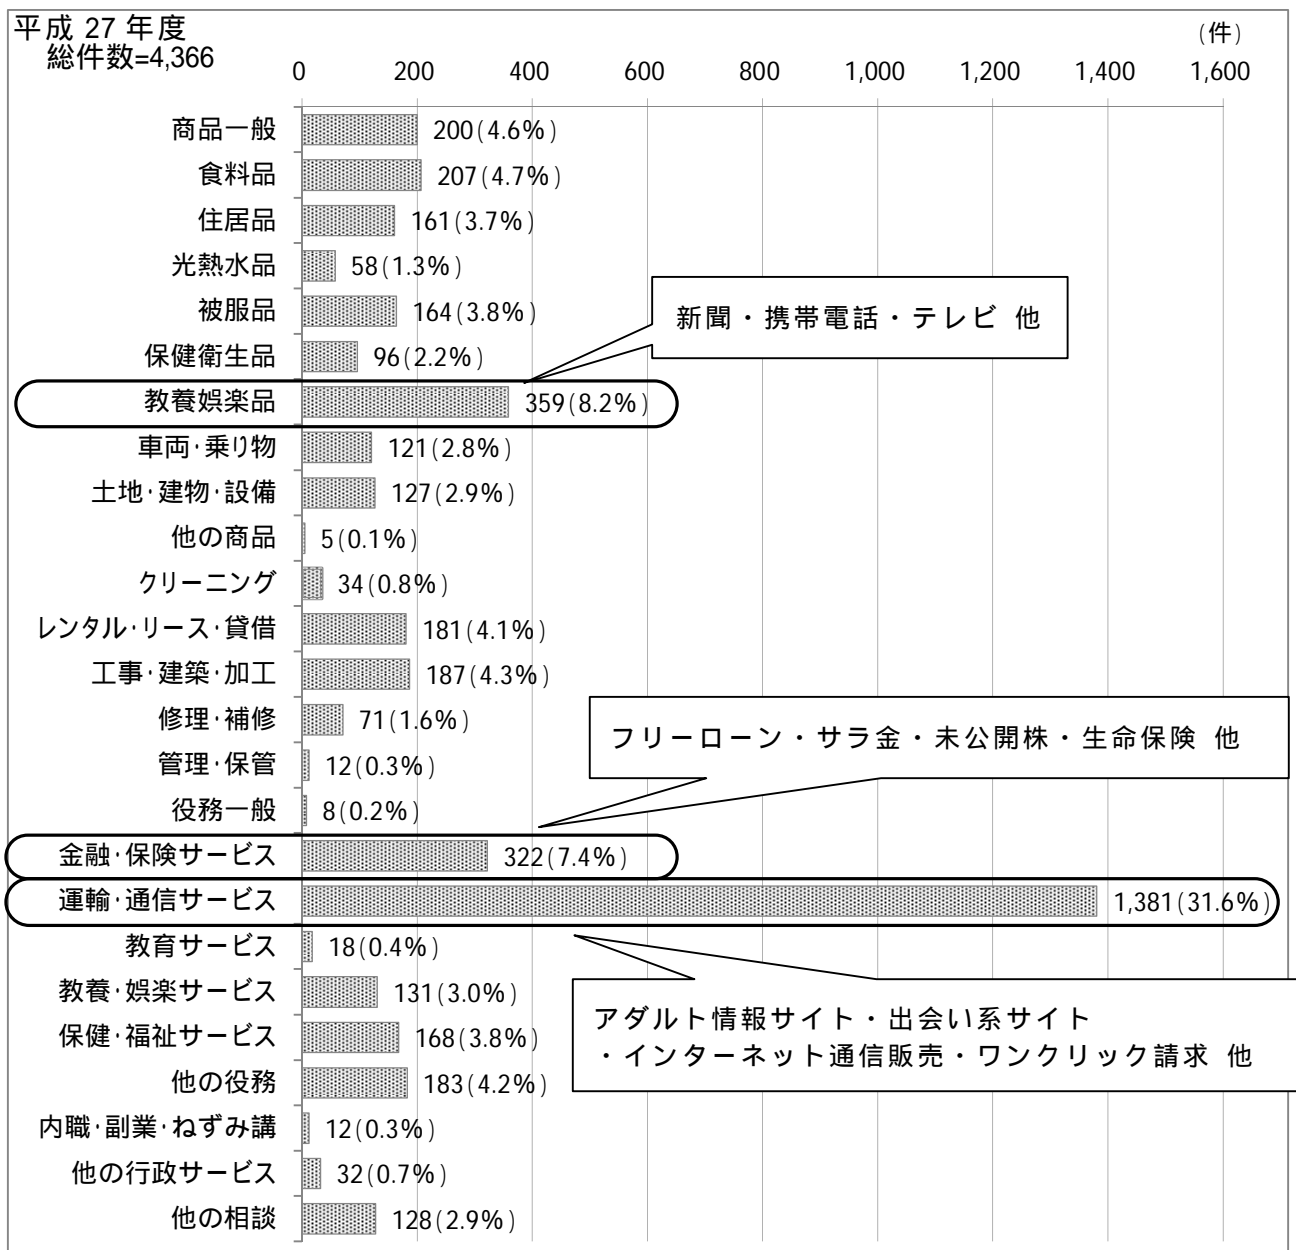 平成 27 年度
総件数=4,366
(件)
0 200 400 600 800 1,000 1,200 1,400 1,600
商品一般 200(4.6%)
食料品 207(4.7%)
住居品 161(3.7%)
光熱水品 58(1.3%)
被服品 164(3.8%)
新聞・携帯電話・テレビ 他
保健衛生品 96(2.2%)
教養娯楽品 359(8.2%)
車両・乗り物 121(2.8%)
土地・建物・設備 127(2.9%)
他の商品 5(0.1%)
クリーニング 34(0.8%)
レンタル・リース・貸借 181(4.1%)
工事・建築・加工 187(4.3%)
修理・補修 71(1.6%)
フリーローン・サラ金・未公開株・生命保険 他
管理・保管 12(0.3%)
役務一般 8(0.2%)
金融・保険サービス 322(7.4%)
運輸・通信サービス 1,381(31.6%)
教育サービス 18(0.4%)
教養・娯楽サービス 131(3.0%)
アダルト情報サイト・出会い系サイト
・インターネット通信販売・ワンクリック請求 他
保健・福祉サービス 168(3.8%)
他の役務 183(4.2%)
内職・副業・ねずみ講 12(0.3%)
他の行政サービス 32(0.7%)
他の相談 128(2.9%)